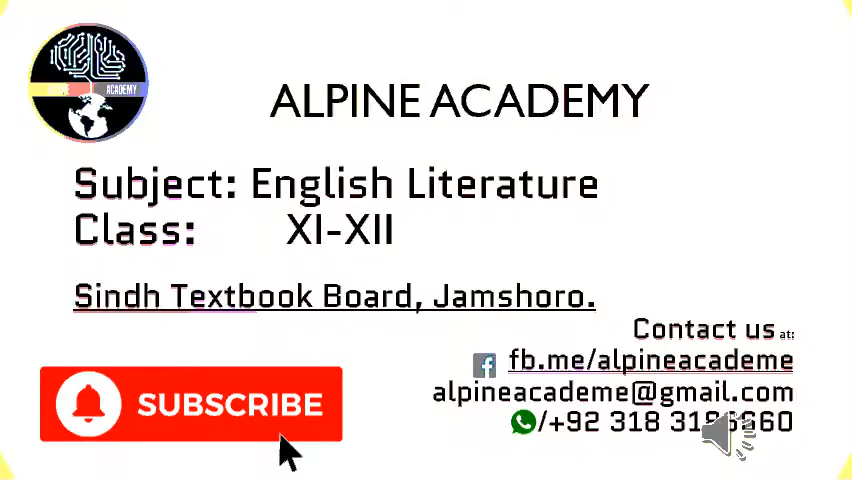 ACADEMY
ALPINE ACADEMY
Subject: English Literature
Class: XI-XII
Sindh Textbook Board, Jamshoro.
Contact us at:
fb.me/alpineacademe
alpineacademe@gmail.com
/+92 318
SUBSCRIBE